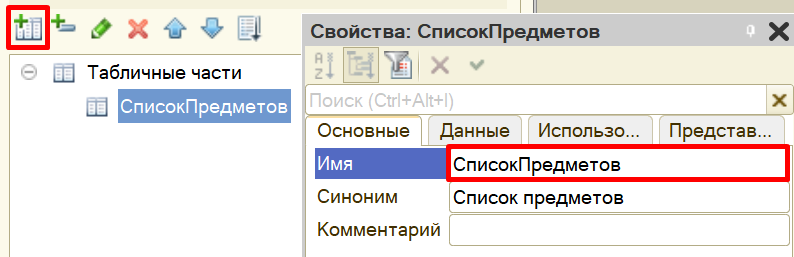 Табличные части
СписокПредметов
Свойства: СписокПредметов
A
Z
Поиск (Ctrl+Alt+I)
Основные
Данные
Использо...
Представ...
Имя
СписокПредметов
Синоним
Список предметов
Комментарий